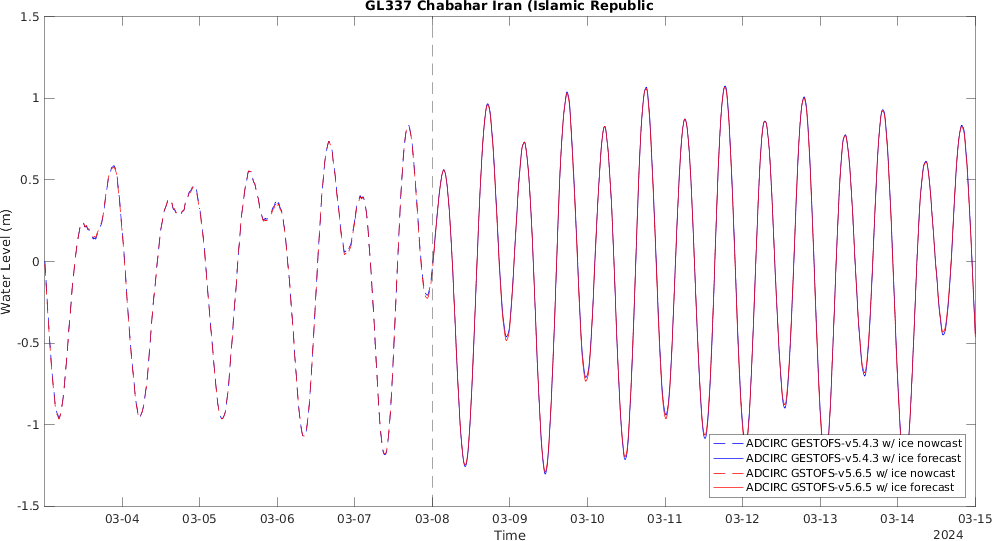 GL337 Chabahar Iran (Islamic Republic
1.5
1
0.5
0
-0.5
-1
-1.5
Water Level (m)
03-04 03-05 03-06 03-07 03-08 03-09 03-10 03-11 03-12 03-13 03-14 03-15
Time
2024
ADCIRC GESTOFS-v5.4.3 w/ ice nowcast
ADCIRC GESTOFS-v5.4.3 w/ ice forecast
ADCIRC GSTOFS-v5.6.5 w/ ice nowcast
ADCIRC GSTOFS-v5.6.5 w/ ice forecast